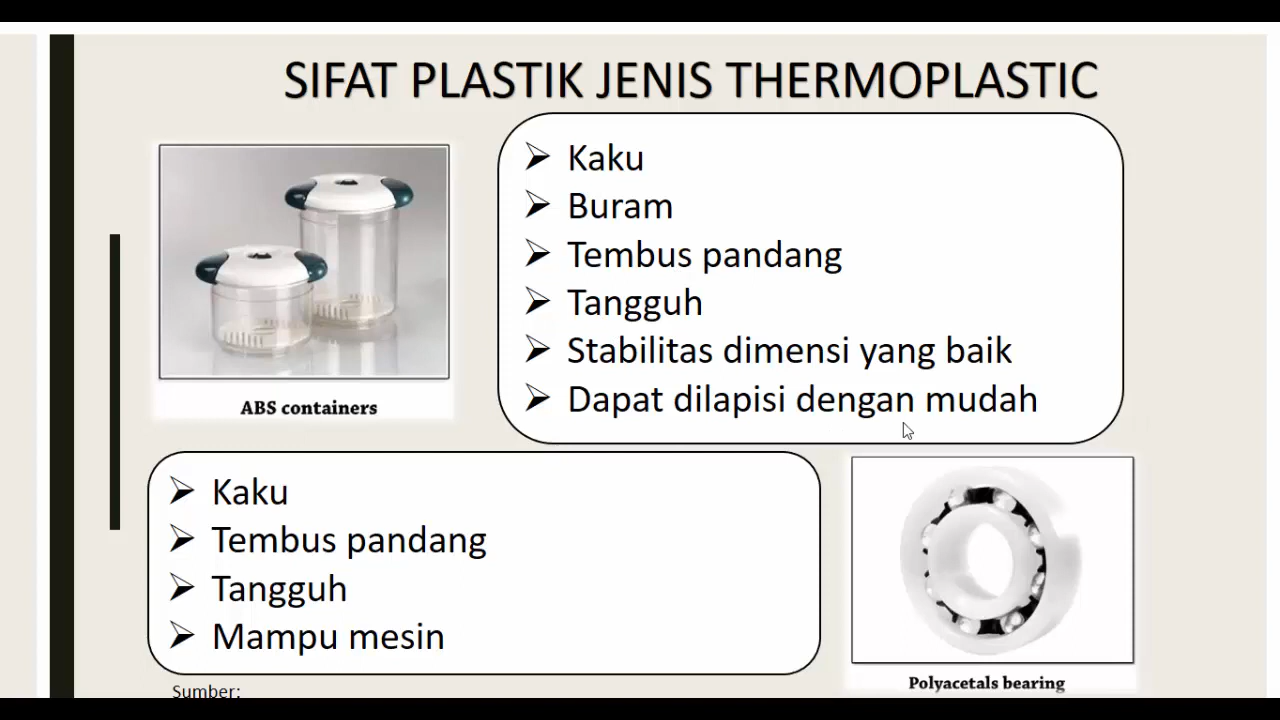 SIFAT PLASTIK JENIS THERMOPLASTIC
Kaku
Buram
Tembus pandang
Tangguh
Stabilitas dimensi yang baik
Dapat dilapisi dengan mudah
ABS containers
Kaku
Tembus pandang
Tangguh
Mampu mesin
Polyacetals bearing
Sumber: